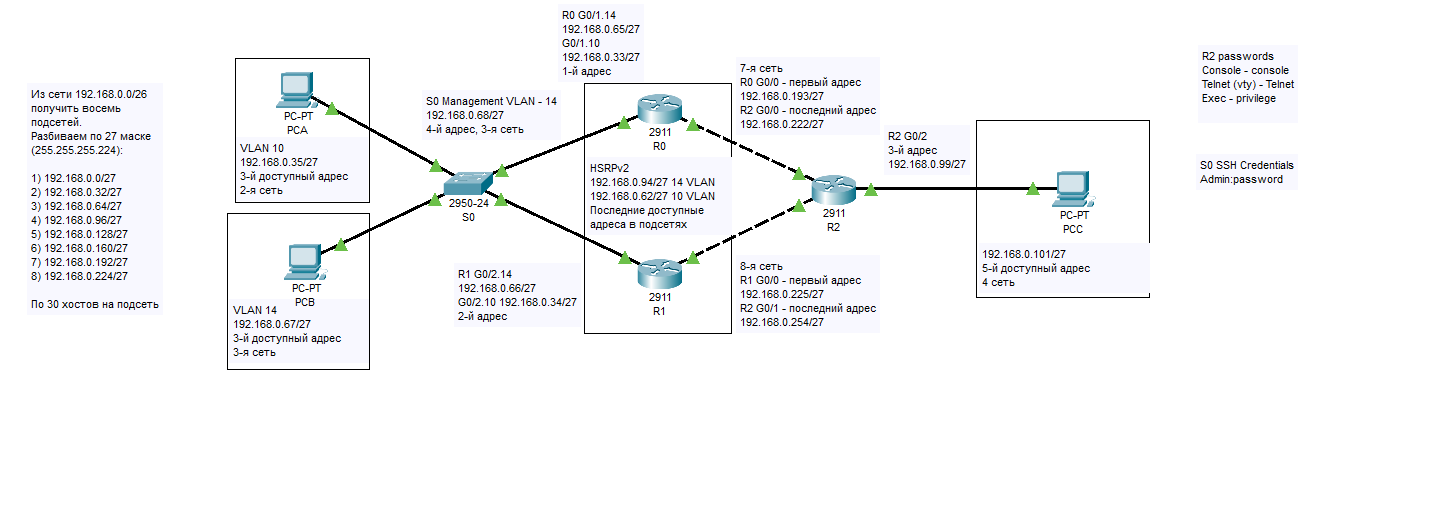 Из сети 192.168.0.0/26
получить восемь
подсетей.
Разбиваем по 27 маске
(255.255.255.224):
1) 192.168.0.0/27
2) 192.168.0.32/27
3) 192.168.0.64/27
4) 192.168.0.96/27
5) 192.168.0.128/27
6) 192.168.0.160/27
7) 192.168.0.192/27
8) 192.168.0.224/27
По 30 хостов на подсеть
PC-PT
PCA
VLAN 10
192.168.0.35/27
3-й доступный адрес
2-я сеть
PC-PT
PCB
VLAN 14
192.168.0.67/27
3-й доступный адрес
3-я сеть
S0 Management VLAN - 14
192.168.0.68/27
4-й адрес, 3-я сеть
2950-24
S0
R1 G0/2.14
192.168.0.66/27
G0/2.10 192.168.0.34/27
2-й адрес
R0 G0/1.14
192.168.0.65/27
G0/1.10
192.168.0.33/27
1-й адрес
2911
R0
HSRPv2
192.168.0.94/27 14 VLAN
192.168.0.62/27 10 VLAN
Последние доступные
адреса в подсетях
2911
R1
7-я сеть
R0 G0/0 - первый адрес
192.168.0.193/27
R2 G0/0 - последний адрес
192.168.0.222/27
8-я сеть
R1 G0/0 - первый адрес
192.168.0.225/27
R2 G0/1 - последний адрес
192.168.0.254/27
2911
R2
R2 G0/2
3-й адрес
192.168.0.99/27
PC-PT
PCC
192.168.0.101/27
5-й доступный адрес
4 сеть
R2 passwords
Console - console
Telnet (vty) - Telnet
Exec - privilege
S0 SSH Credentials
Admin:password